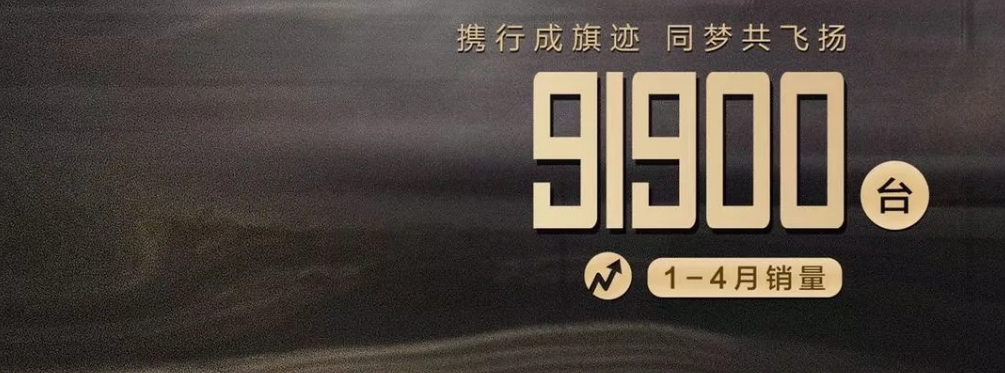 携行成旗迹 同梦共飞扬
91900
台
1-4月销量